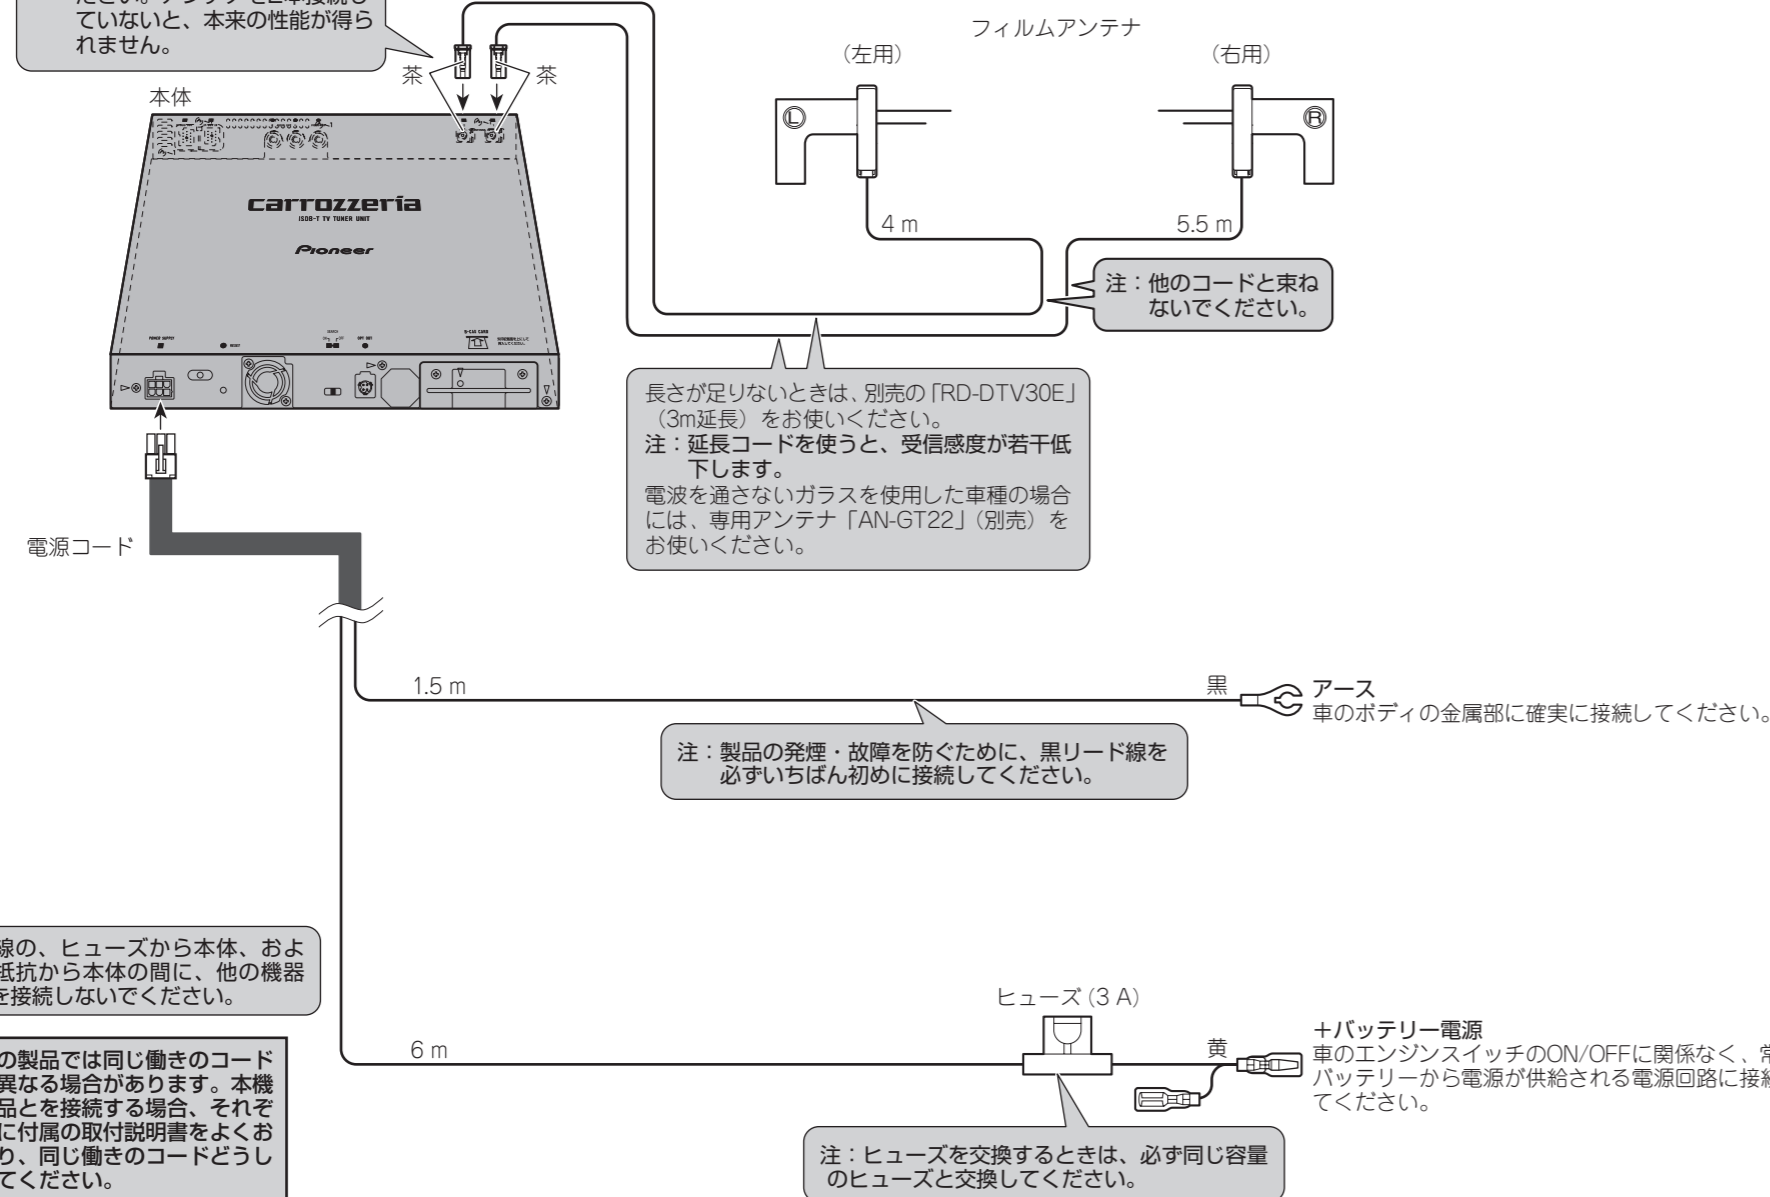 ださい。アンテナを2本接続し
ていないと、本来の性能が得ら
れません。
フィルムアンテナ
（左用）
（右用）
茶
茶
本体
L
R
carrozzeria
ISDB-T TV TUNER UNIT
Pioneer
4 m
5.5 m
注：他のコードと束ね
ないでください。
POWER SUPPLY
RESET
B-CAS CARD
長さが足りないときは、別売の「RD-DTV30E」
（3m延長）をお使いください。
注：延長コードを使うと、受信感度が若干低
下します。
電波を通さないガラスを使用した車種の場合
には、専用アンテナ「AN-GT22」（別売）を
お使いください。
電源コード
1.5 m
黒
アース
車のボディの金属部に確実に接続してください。
注：製品の発煙・故障を防ぐために、黒リード線を
必ずいちばん初めに接続してください。
線の、ヒューズから本体、およ
抵抗から本体の間に、他の機器
を接続しないでください。
の製品では同じ働きのコード
異なる場合があります。本機
品とを接続する場合、それぞ
に付属の取付説明書をよくお
り、同じ働きのコードどうし
てください。
6 m
ヒューズ (3 A)
黄
＋バッテリー電源
車のエンジンスイッチのON/OFFに関係なく、常
バッテリーから電源が供給される電源回路に接続
てください。
注：ヒューズを交換するときは、必ず同じ容量
のヒューズと交換してください。